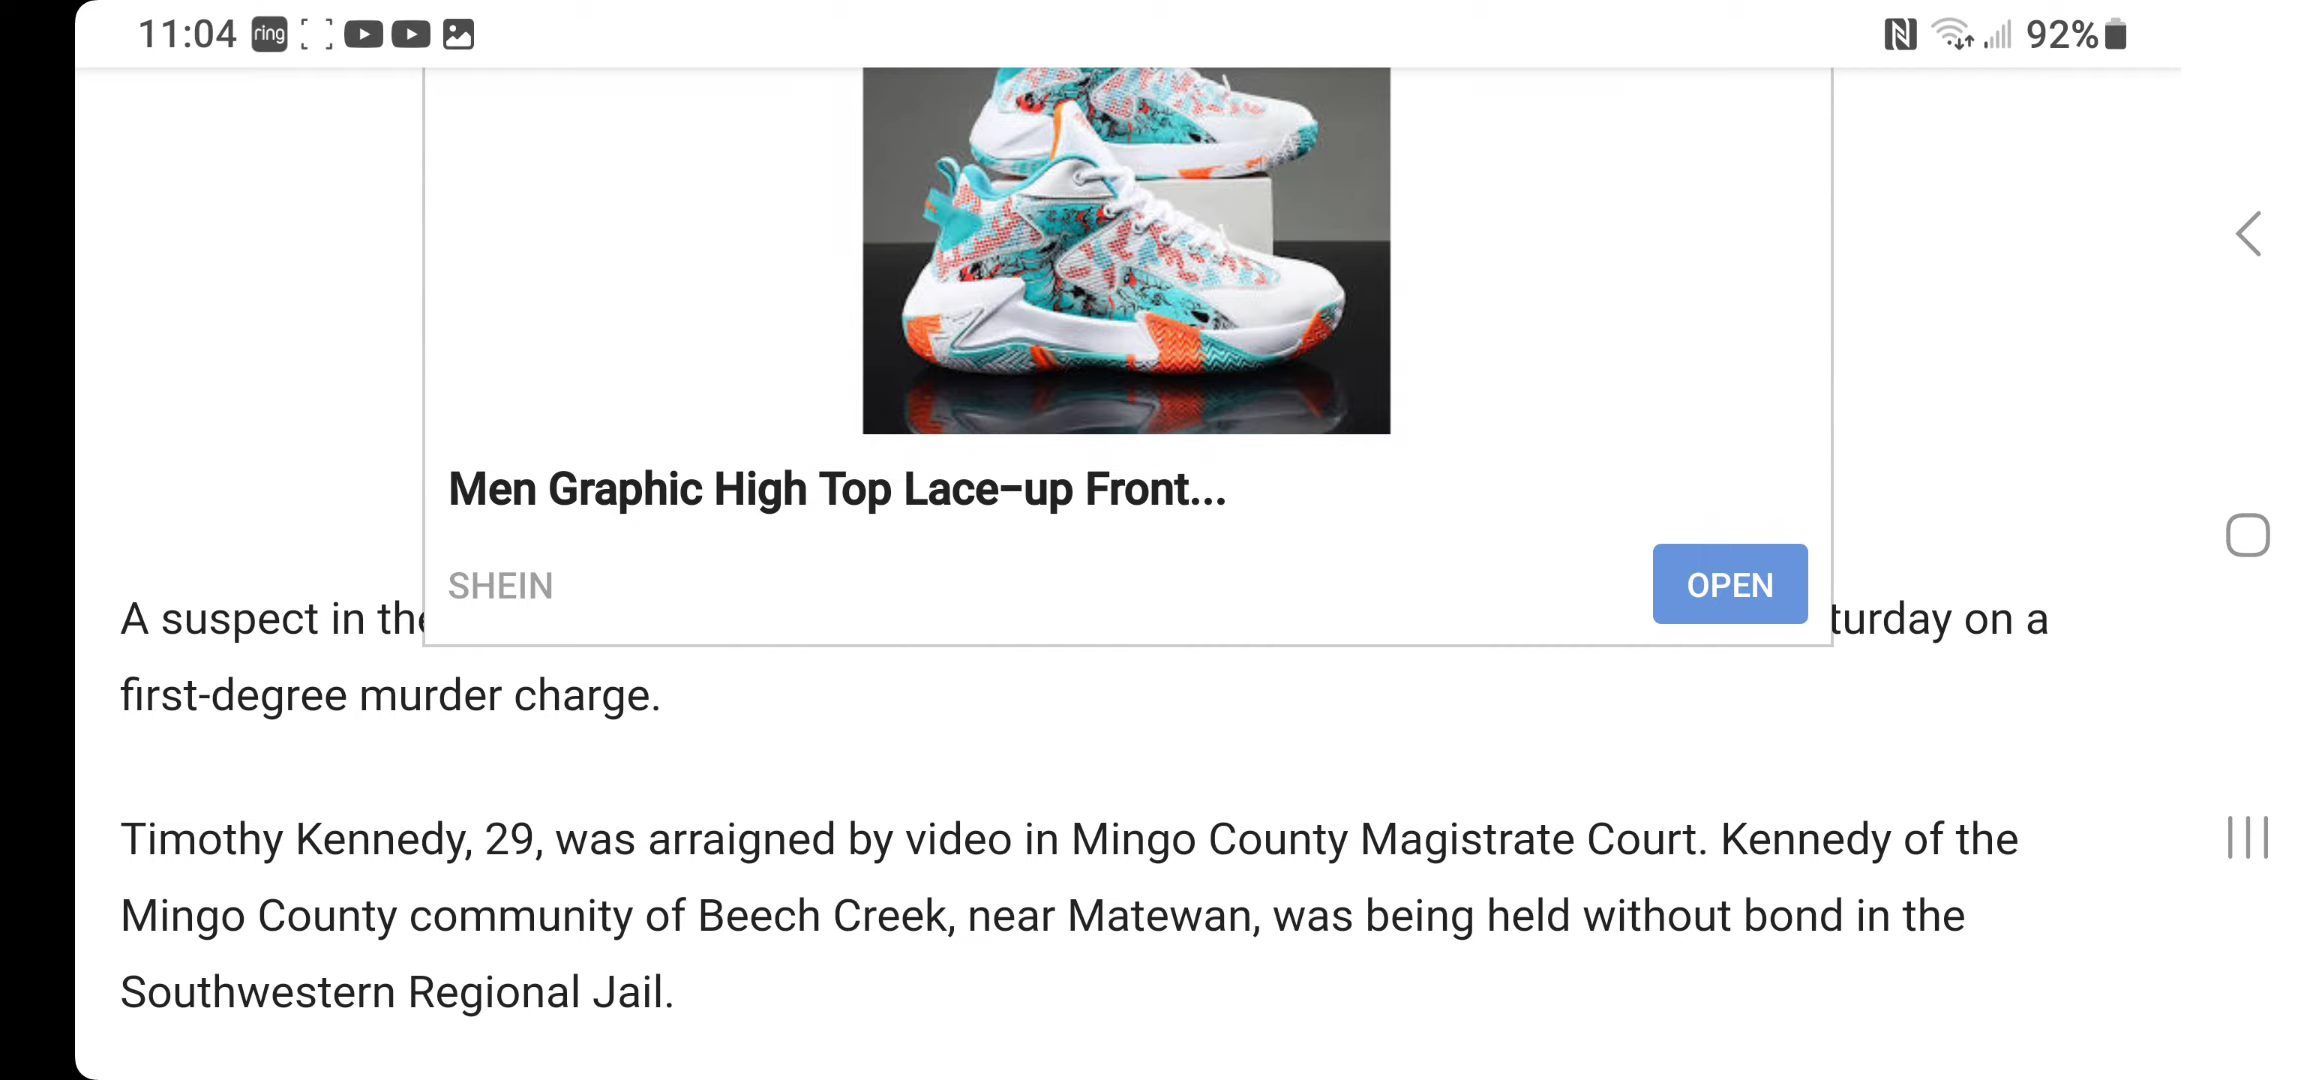 11:04 ring 92%
Men Graphic High Top Lace-up Front...
SHEIN
OPEN
A suspect in the turday on a
first-degree murder charge.
Timothy Kennedy, 29, was arraigned by video in Mingo County Magistrate Court. Kennedy of the
Mingo County community of Beech Creek, near Matewan, was being held without bond in the
Southwestern Regional Jail.